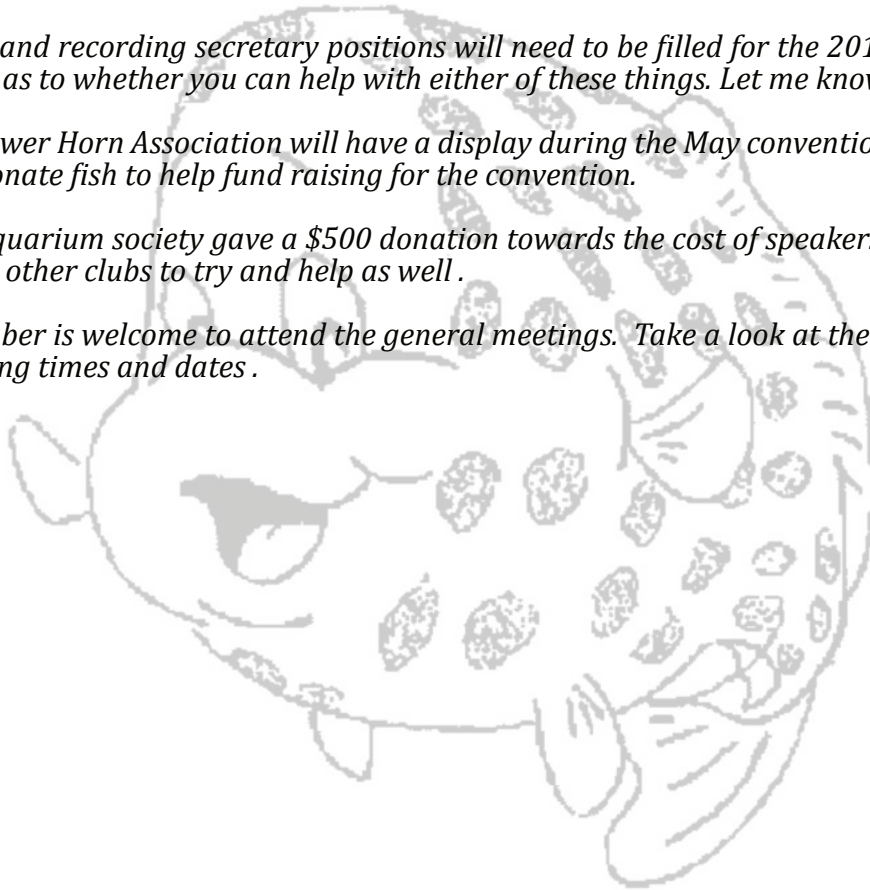 and recording secretary positions will need to be filled for the 201
as to whether you can help with either of these things. Let me know
wer Horn Association will have a display during the May conventio
onate fish to help fund raising for the convention.
quarium society gave a $500 donation towards the cost of speaker
other clubs to try and help as well .
ber is welcome to attend the general meetings. Take a look at the
ng times and dates .